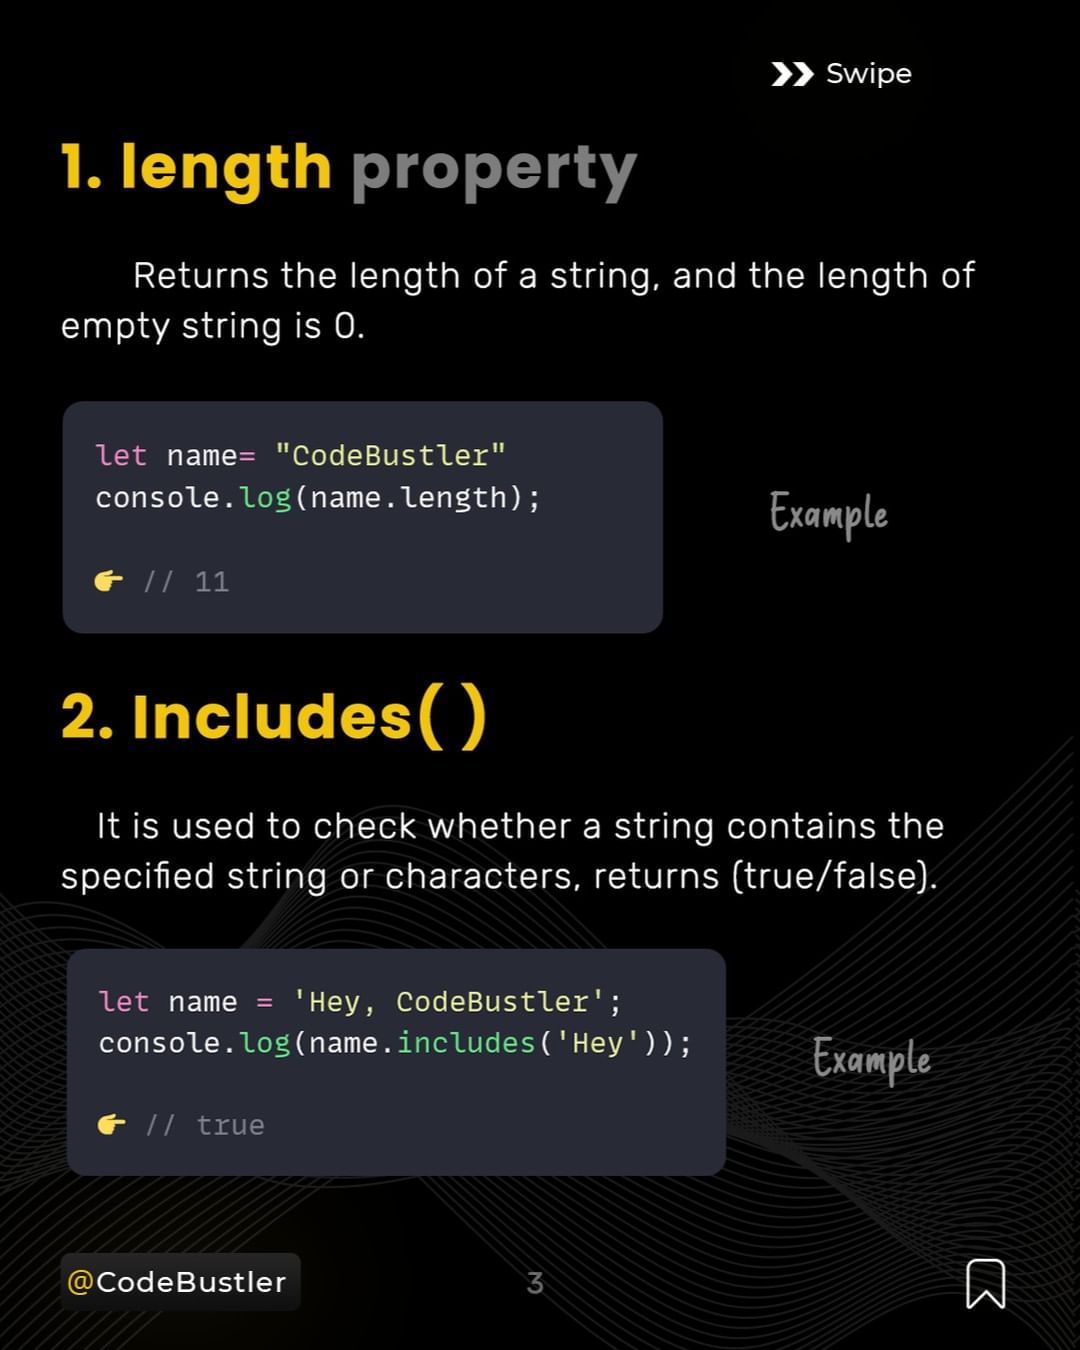 Swipe
1. length property
Returns the length of a string, and the length of
empty string is 0.
let name= "CodeBustler"
console.log(name.length);
Example
👉 // 11
2. Includes( )
It is used to check whether a string contains the
specified string or characters, returns (true/false).
let name = 'Hey, CodeBustler';
console.log(name.includes('Hey'));
Example
👉 // true
@CodeBustler
3